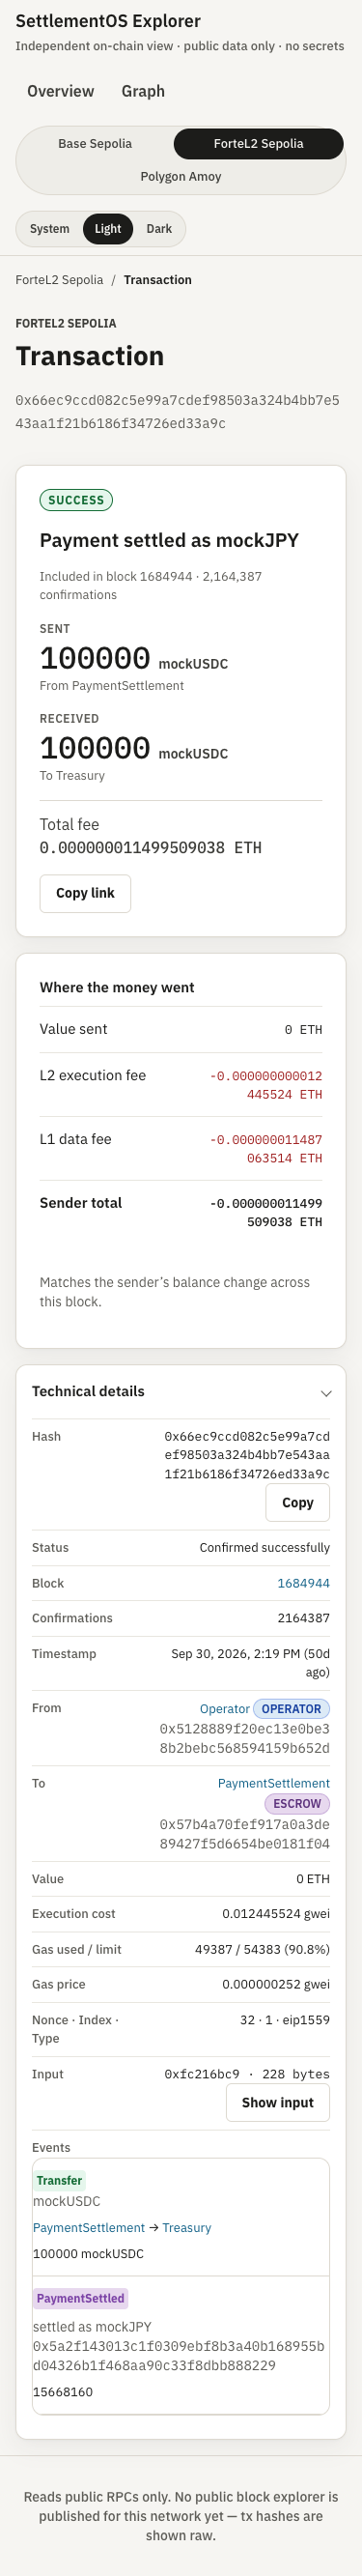 SettlementOS Explorer
Independent on-chain view · public data only · no secrets
Overview Graph
Base Sepolia ForteL2 Sepolia
Polygon Amoy
System Light Dark
ForteL2 Sepolia / Transaction
FORTEL2 SEPOLIA
Transaction
0x66ec9ccd082c5e99a7cdef98503a324b4bb7e5
43aa1f21b6186f34726ed33a9c
SUCCESS
Payment settled as mockJPY
Included in block 1684944 · 2,164,387
confirmations
SENT
100000 mockUSDC
From PaymentSettlement
RECEIVED
100000 mockUSDC
To Treasury
Total fee
0.000000011499509038 ETH
Copy link
Where the money went
Value sent 0 ETH
L2 execution fee -0.000000000012
445524 ETH
L1 data fee -0.000000011487
063514 ETH
Sender total -0.000000011499
509038 ETH
Matches the sender’s balance change across
this block.
Technical details
Hash 0x66ec9ccd082c5e99a7cd
ef98503a324b4bb7e543aa
1f21b6186f34726ed33a9c
Copy
Status Confirmed successfully
Block 1684944
Confirmations 2164387
Timestamp Sep 30, 2026, 2:19 PM (50d
ago)
From Operator OPERATOR
0x5128889f20ec13e0be3
8b2bebc568594159b652d
To PaymentSettlement
ESCROW
0x57b4a70fef917a0a3de
89427f5d6654be0181f04
Value 0 ETH
Execution cost 0.012445524 gwei
Gas used / limit 49387 / 54383 (90.8%)
Gas price 0.000000252 gwei
Nonce · Index · 32 · 1 · eip1559
Type
Input 0xfc216bc9 · 228 bytes
Show input
Events
Transfer
mockUSDC
PaymentSettlement → Treasury
100000 mockUSDC
PaymentSettled
settled as mockJPY
0x5a2f143013c1f0309ebf8b3a40b168955b
d04326b1f468aa90c33f8dbb888229
15668160
Reads public RPCs only. No public block explorer is
published for this network yet — tx hashes are
shown raw.